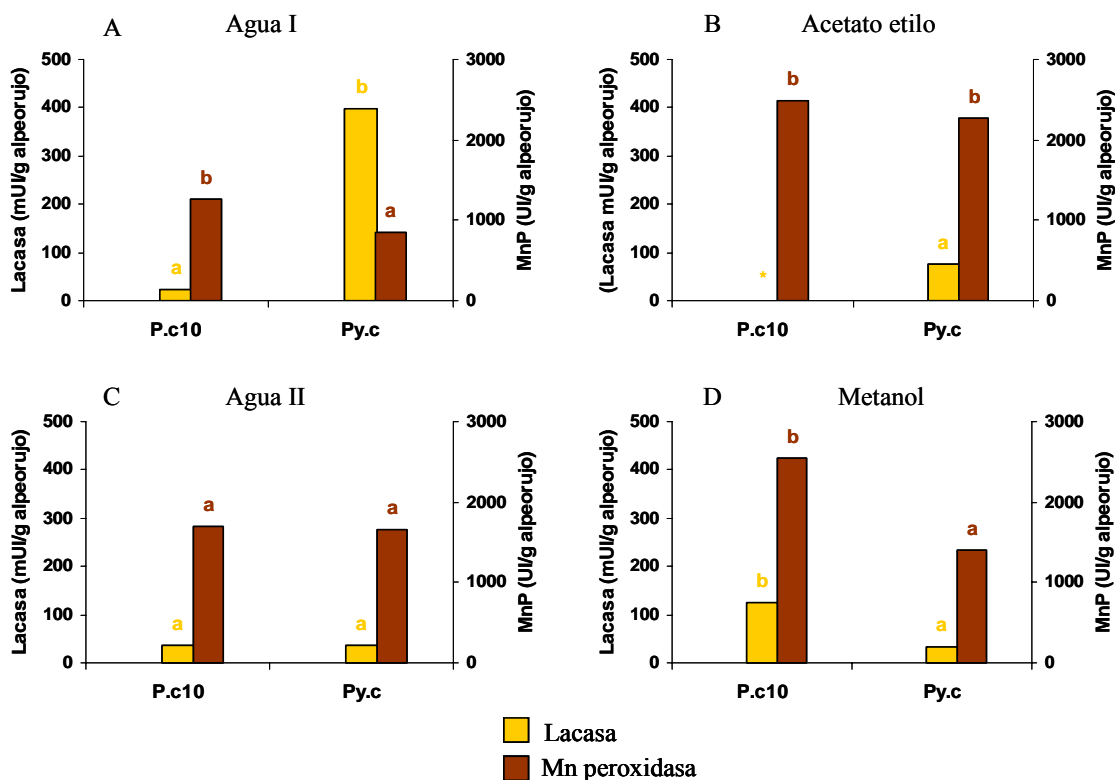 A
Agua I
Lacasa (mUI/g alpeorujo)
500
400
300
200
100
0
a
b
b
a
3000
2000
1000
0
MnP (UI/g alpeorujo)
P.c10
Py.c
B
Acetato etilo
(Lacasa mUI/g alpeorujo)
500
400
300
200
100
0
*
b
a
b
3000
2000
1000
0
MnP (UI/g alpeorujo)
P.c10
Py.c
C
Agua II
Lacasa (mUI/g alpeorujo)
500
400
300
200
100
0
a
a
a
a
3000
2000
1000
0
MnP (UI/g alpeorujo)
P.c10
Py.c
D
Metanol
Lacasa (mUI/g alpeorujo)
500
400
300
200
100
0
b
b
a
a
3000
2000
1000
0
MnP (UI/g alpeorujo)
P.c10
Py.c
Lacasa
Mn peroxidasa